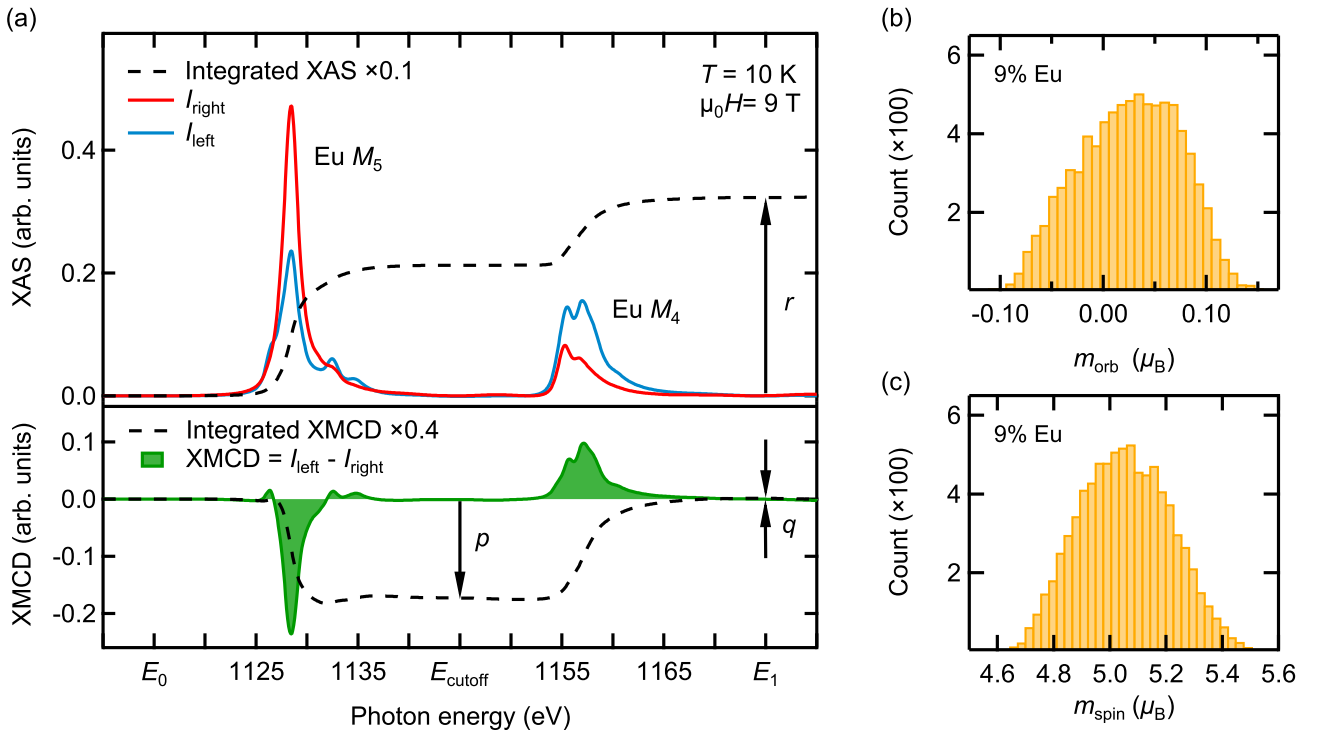 (a)
Integrated XAS ×0.1
I_right
I_left
T = 10 K
μ0H= 9 T
Eu M5
Eu M4
r
XAS (arb. units)
0.4
0.2
0.0
Integrated XMCD ×0.4
XMCD = I_left - I_right
p
q
XMCD (arb. units)
0.1
0.0
-0.1
-0.2
E0 1125 1135 E_cutoff 1155 1165 E1
Photon energy (eV)
(b)
9% Eu
Count (×100)
6
4
2
-0.10 0.00 0.10
m_orb (μB)
(c)
9% Eu
Count (×100)
6
4
2
4.6 4.8 5.0 5.2 5.4 5.6
m_spin (μB)